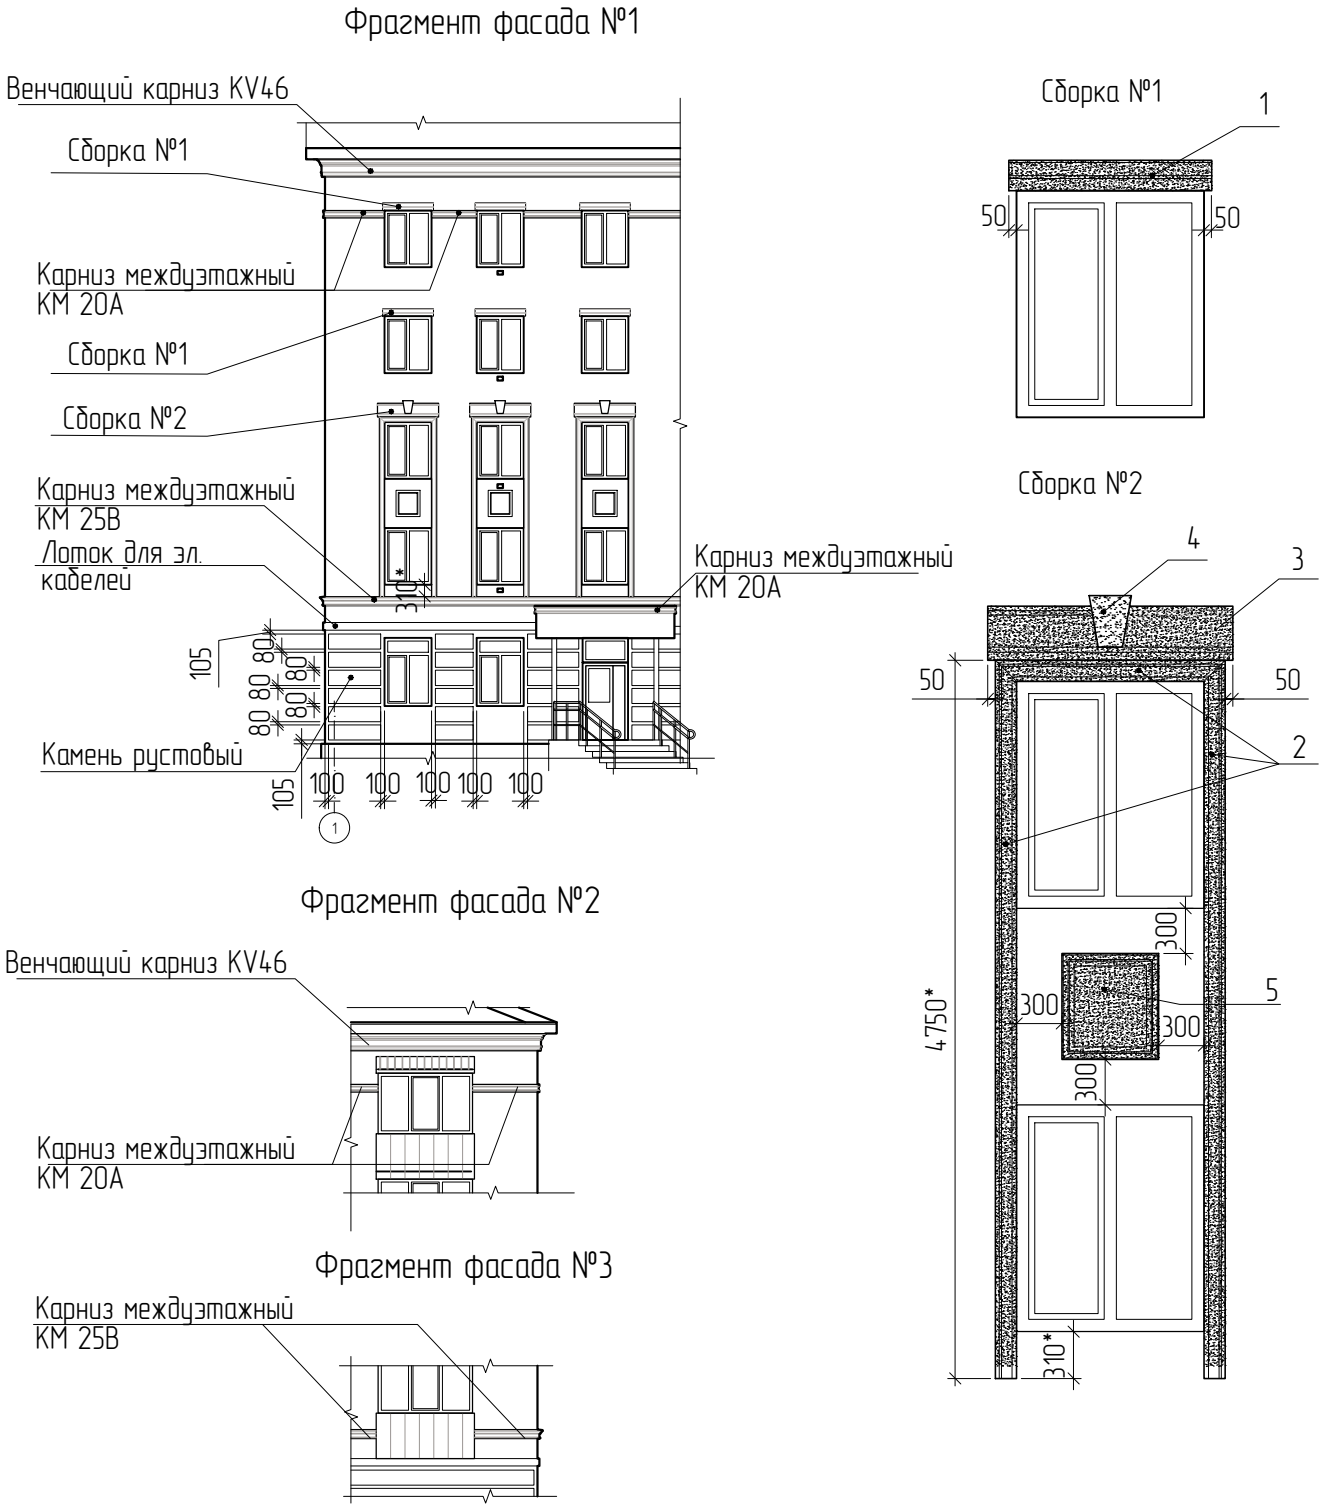 Фрагмент фасада №1
Венчающий карниз KV46
Сборка №1
Карниз междуэтажный
КМ 20А
Сборка №1
Сборка №2
Карниз междуэтажный
КМ 25В
Лоток для эл.
кабелей
310*
Карниз междуэтажный
КМ 20А
105
80
80
80
80
80
Камень рустовый
105
100
100
100
100
100
1
Фрагмент фасада №2
Венчающий карниз KV46
Карниз междуэтажный
КМ 20А
Фрагмент фасада №3
Карниз междуэтажный
КМ 25В
Сборка №1
1
50
50
Сборка №2
4
3
50
50
2
300
5
300
300
300
4750*
310*